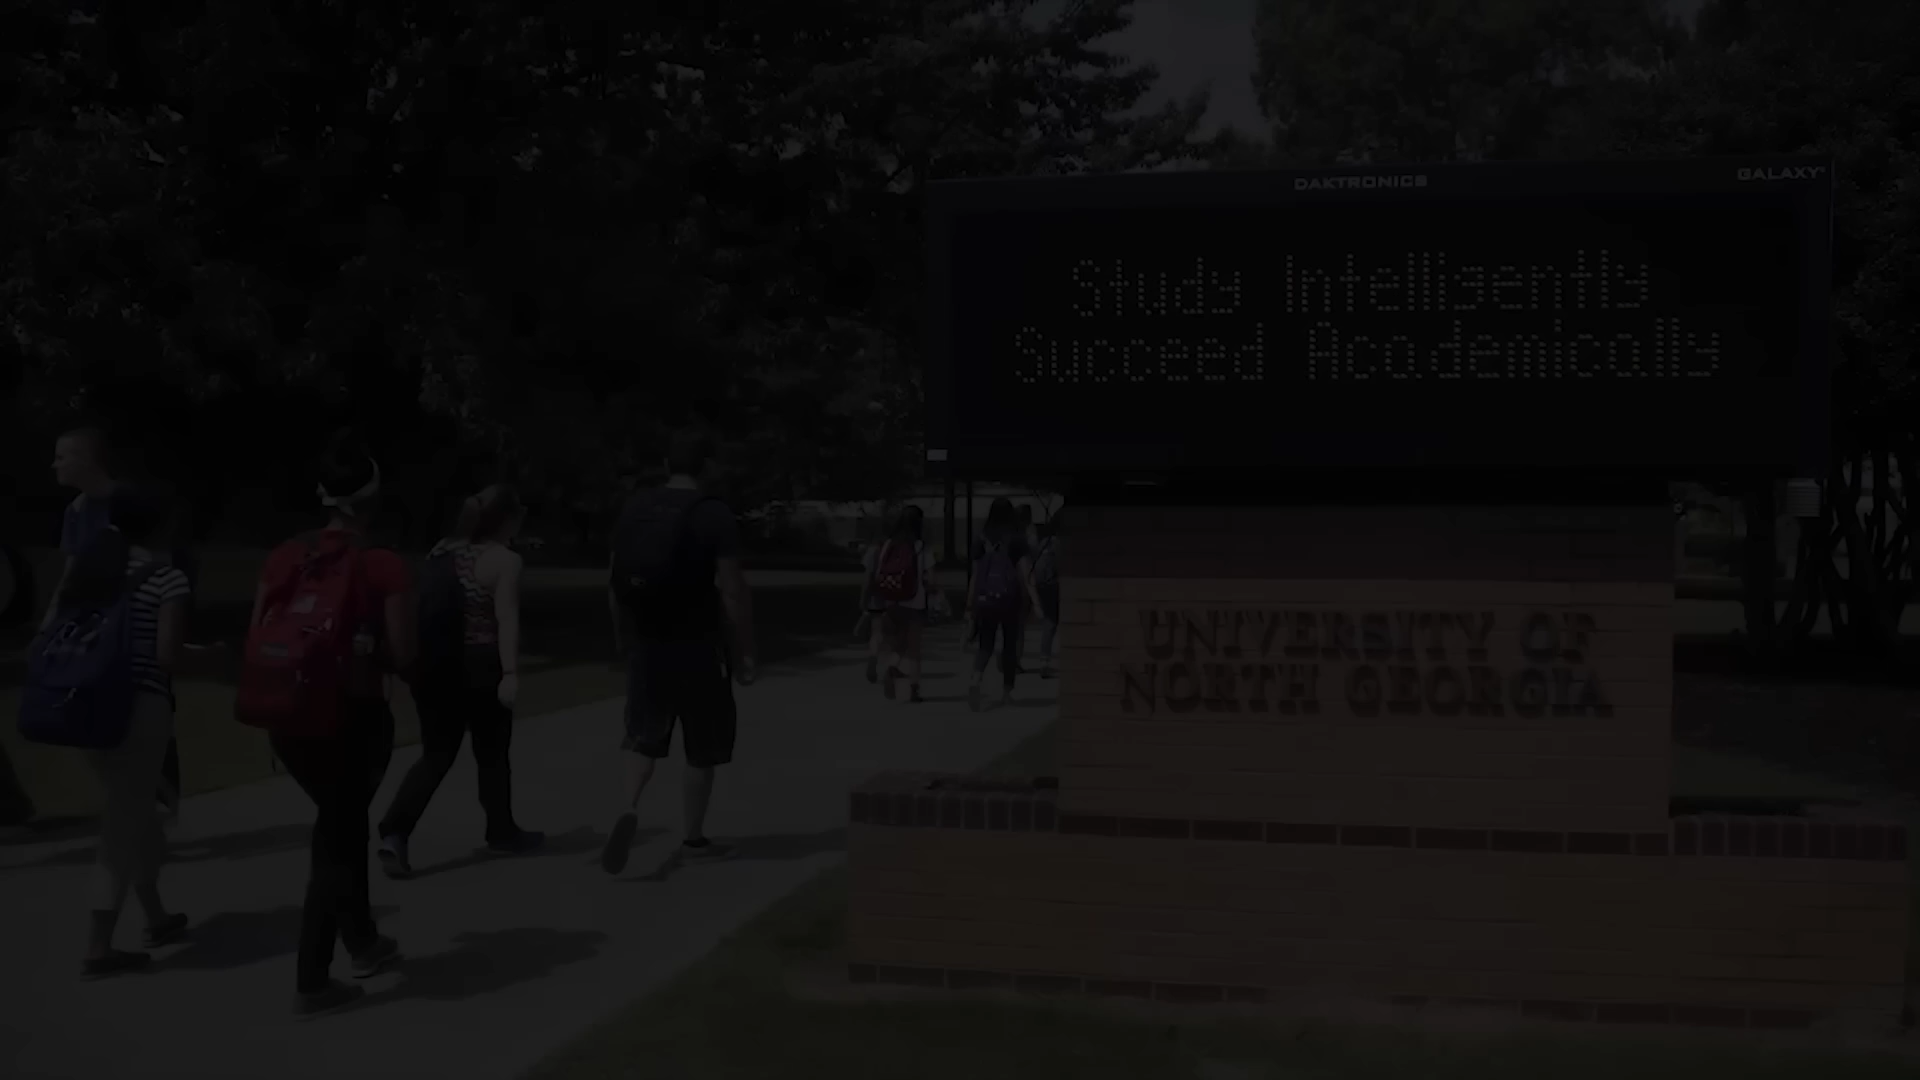 DAKTRONICS
GALAXY
Study Intelligently
Succeed Academically
UNIVERSITY OF
NORTH GEORGIA